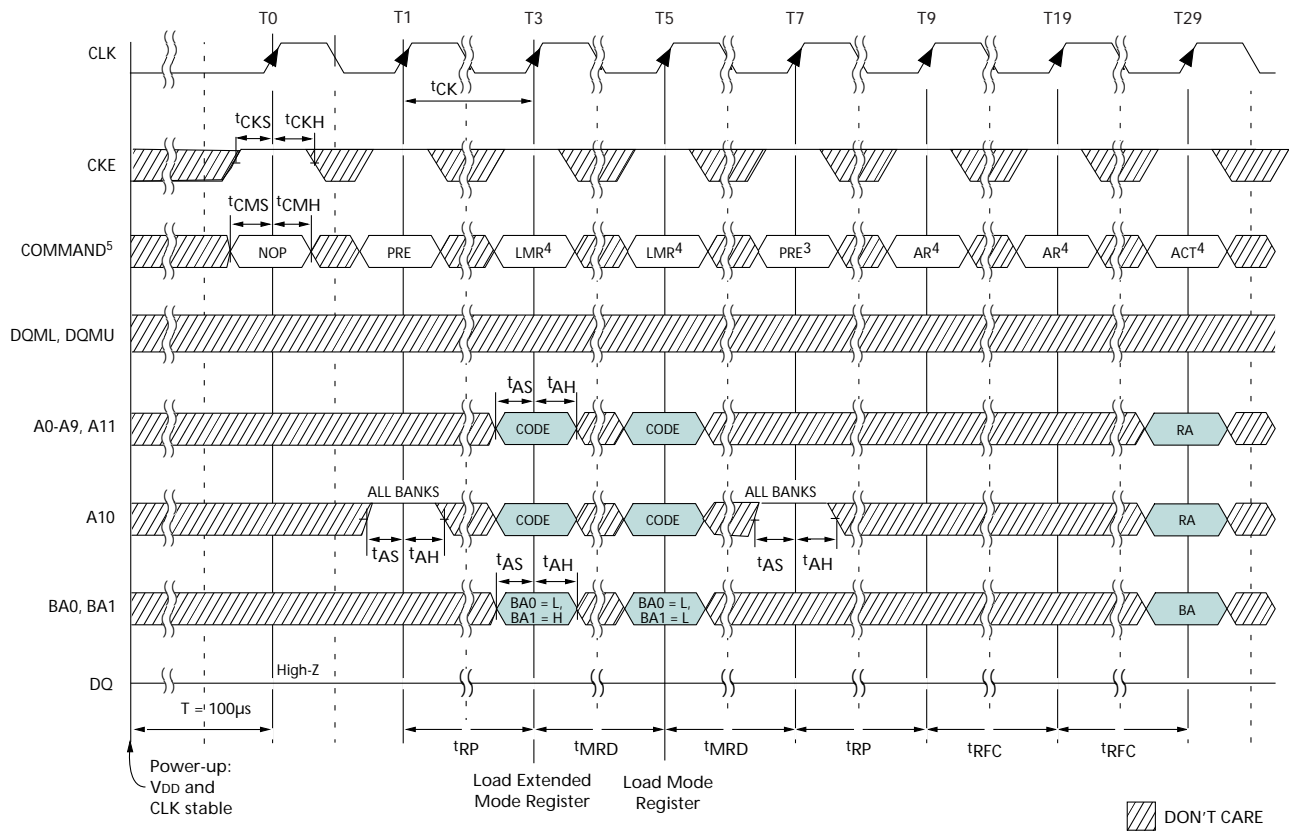 T0 T1 T3 T5 T7 T9 T19 T29
CLK
tCK
tCKS tCKH
CKE
tCMS tCMH
COMMAND5 NOP PRE LMR4 LMR4 PRE3 AR4 AR4 ACT4
DQML, DQMU
tAS tAH
A0-A9, A11 CODE CODE RA
ALL BANKS ALL BANKS
A10 CODE CODE RA
tAS tAH tAS tAH
tAS tAH
BA0, BA1 BA0 = L, BA1 = H BA0 = L, BA1 = L BA
High-Z
DQ
T = 100µs
tRP tMRD tMRD tRP tRFC tRFC
Power-up:
VDD and
CLK stable
Load Extended
Mode Register
Load Mode
Register
DON'T CARE